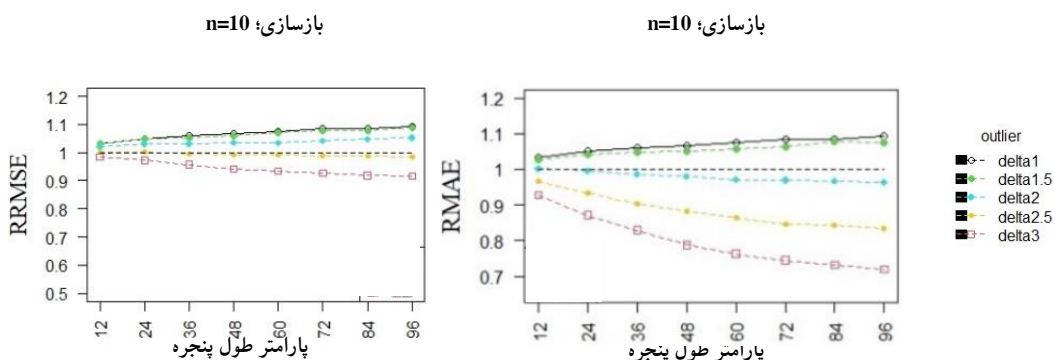 بازسازی؛ n=10
RRMSE
1.2
1.1
1
0.9
0.8
0.7
0.6
0.5
12
24
36
48
60
72
84
96
پارامتر طول پنجره
بازسازی؛ n=10
RMAE
1.2
1.1
1
0.9
0.8
0.7
12
24
36
48
60
72
84
96
پارامتر طول پنجره
outlier
delta1
delta1.5
delta2
delta2.5
delta3